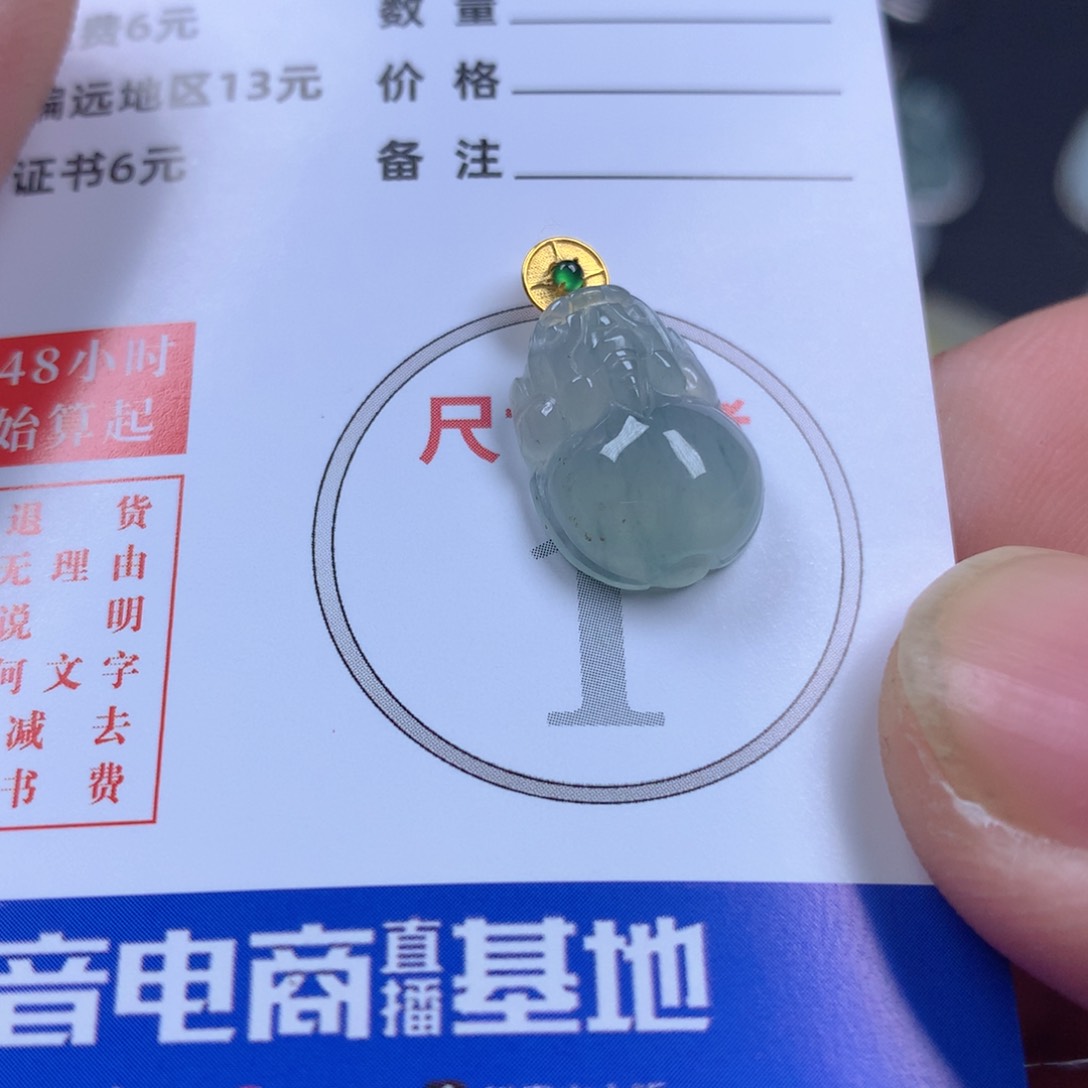 费6元
数量
偏远地区13元
价格
证书6元
备注
48小时
始算起
尺
1
退货
无理由
说明
何文字
减去
书费
音电商直播基地